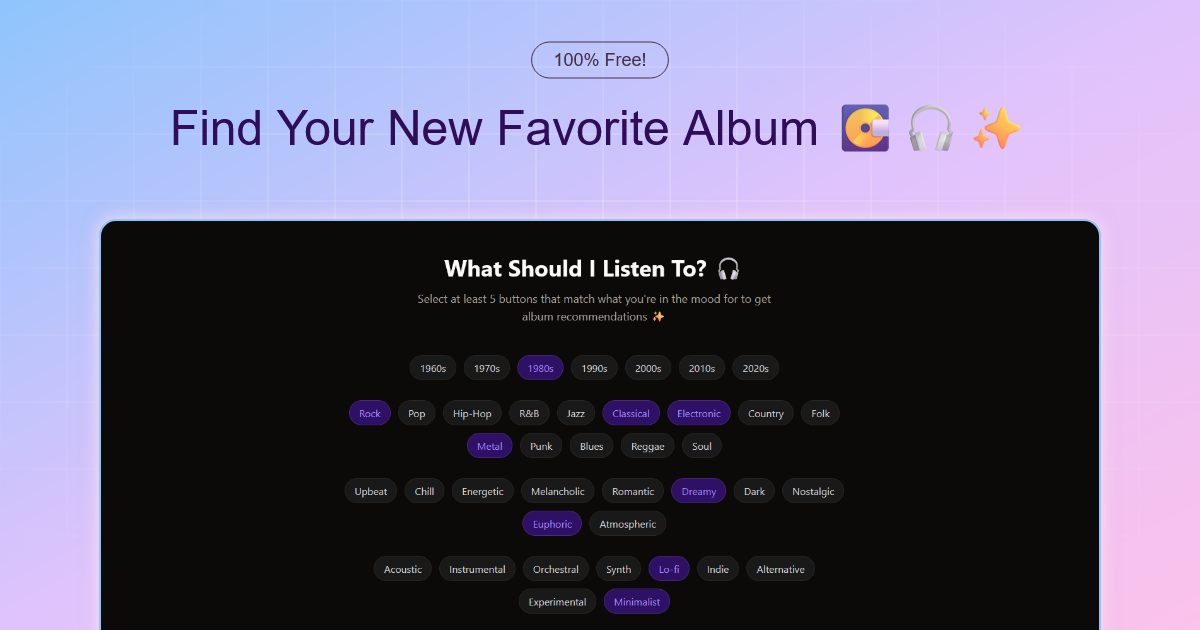 100% Free!
Find Your New Favorite Album 💽 🎧 ✨
What Should I Listen To? 🎧
Select at least 5 buttons that match what you're in the mood for to get
album recommendations ✨
1960s 1970s 1980s 1990s 2000s 2010s 2020s
Rock Pop Hip-Hop R&B Jazz Classical Electronic Country Folk
Metal Punk Blues Reggae Soul
Upbeat Chill Energetic Melancholic Romantic Dreamy Dark Nostalgic
Euphoric Atmospheric
Acoustic Instrumental Orchestral Synth Lo-fi Indie Alternative
Experimental Minimalist